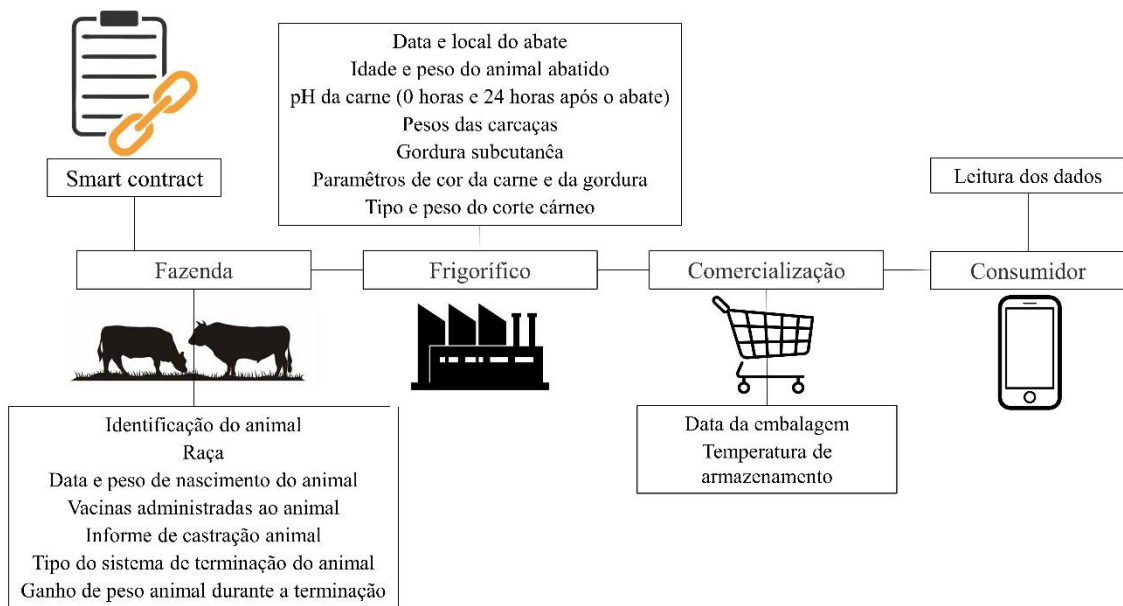 Smart contract
Data e local do abate
Idade e peso do animal abatido
pH da carne (0 horas e 24 horas após o abate)
Pesos das carcaças
Gordura subcutanêa
Paramêtros de cor da carne e da gordura
Tipo e peso do corte cárneo
Leitura dos dados
Fazenda
Frigorífico
Comercialização
Consumidor
Identificação do animal
Raça
Data e peso de nascimento do animal
Vacinas administradas ao animal
Informe de castração animal
Tipo do sistema de terminação do animal
Ganho de peso animal durante a terminação
Data da embalagem
Temperatura de
armazenamento